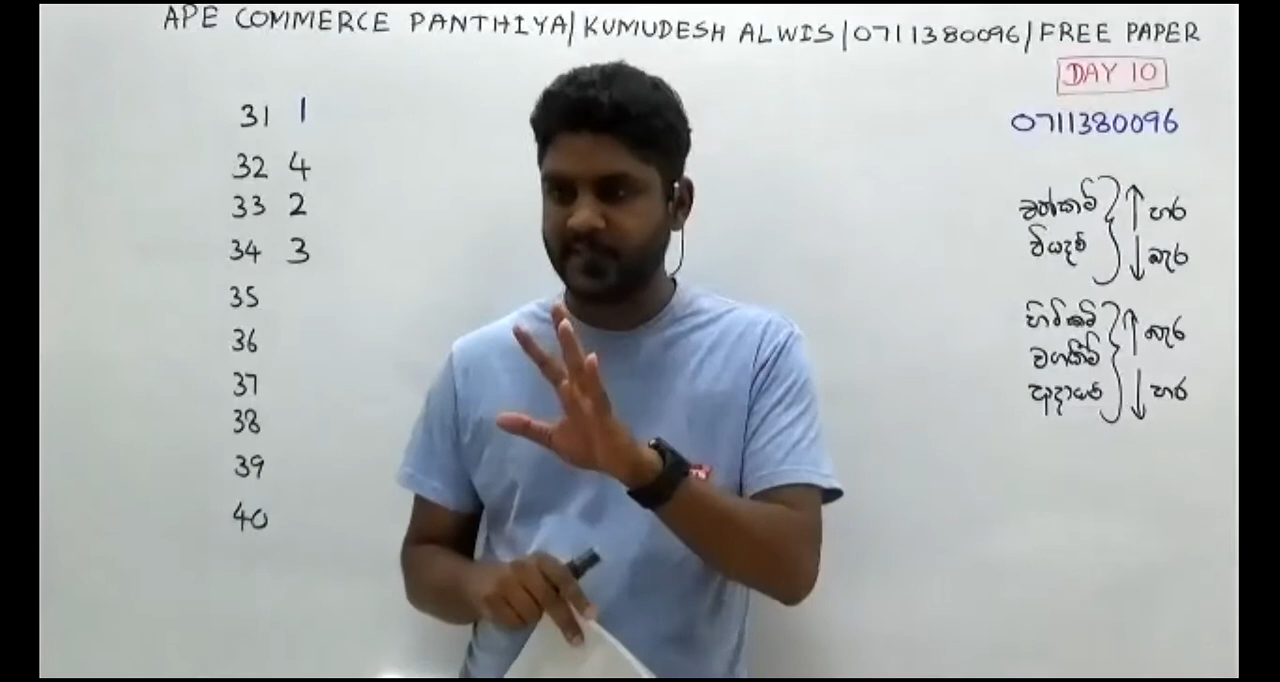 APE COMMERCE PANTHIYA/KUMUDESH ALWIS/0711380096/FREE PAPER
DAY 10
0711380096
31 1
32 4
33 2
34 3
35
36
37
38
39
40
වත්කම් ↑ හර
වියදම් ↓ බැර
හිමිකම් ↑ බැර
වගකීම්
ආදායම් ↓ හර